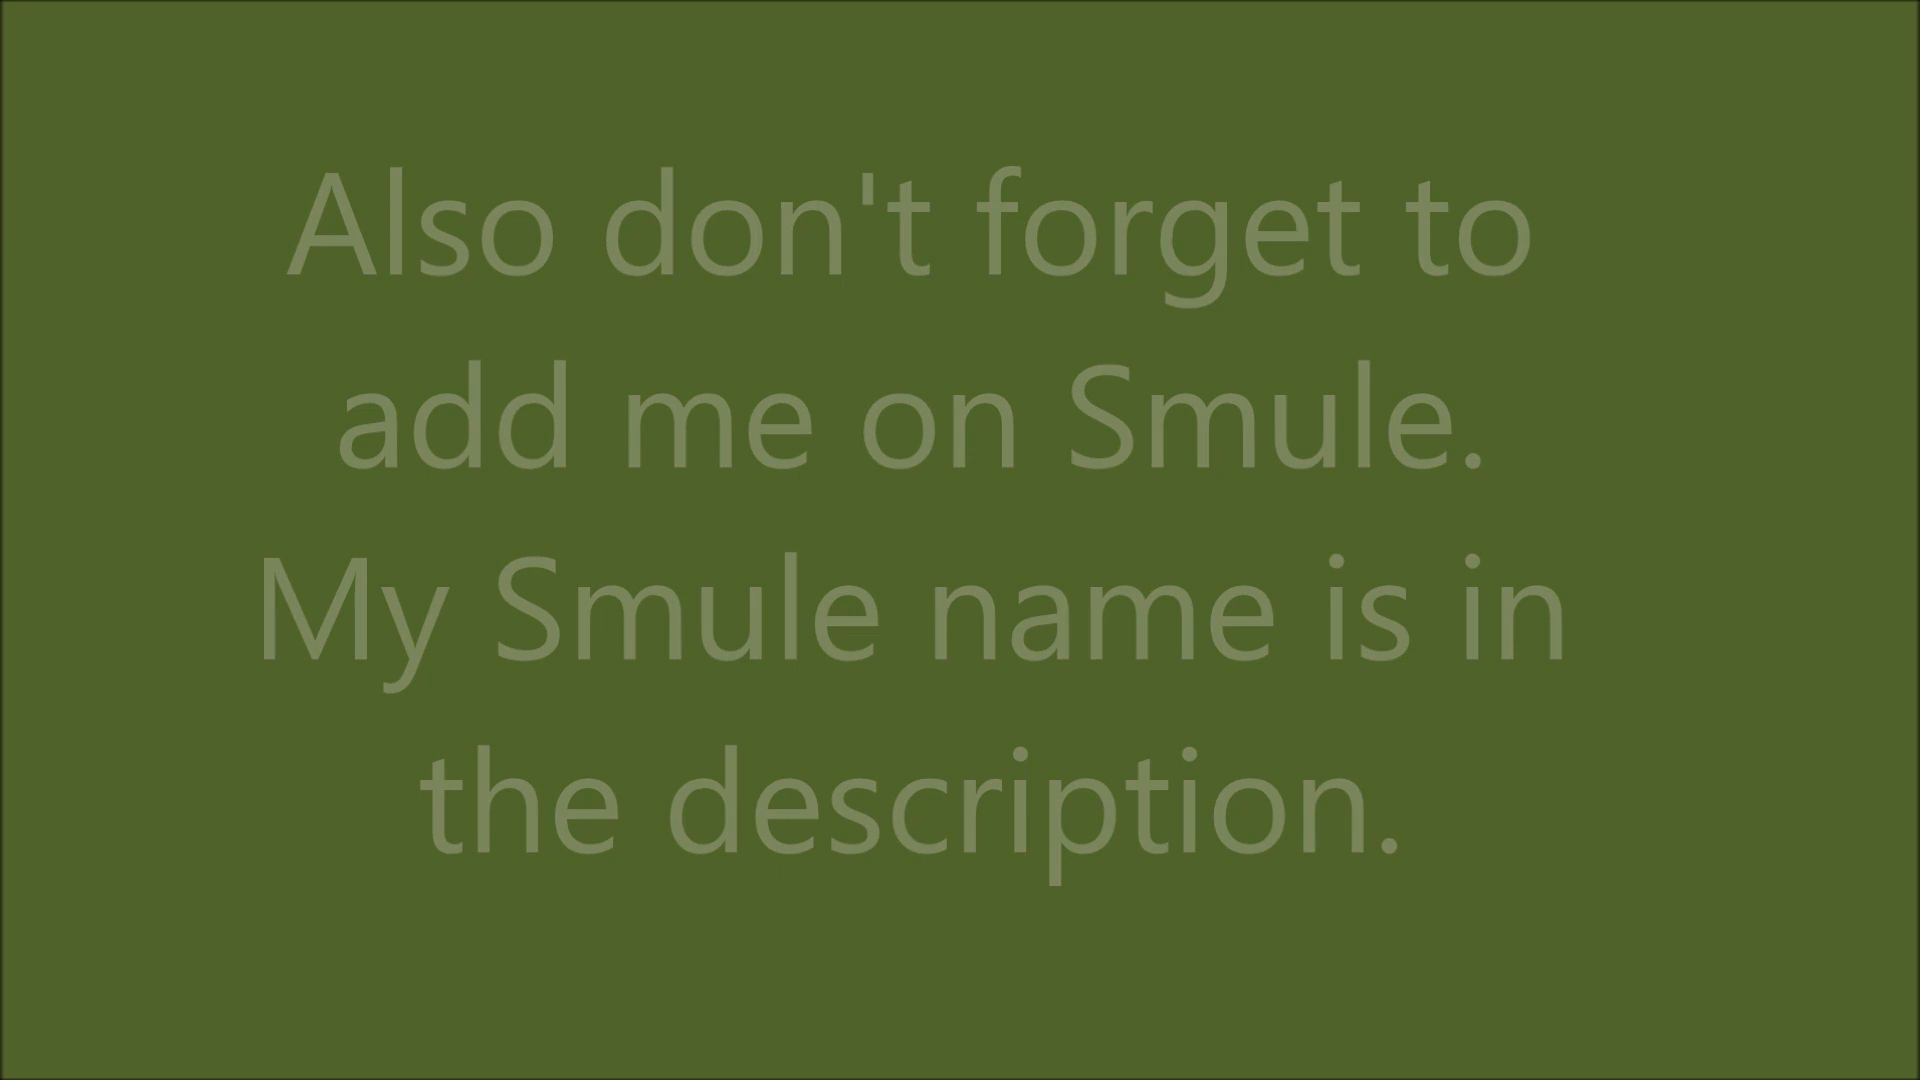 Also don't forget to
add me on Smule.
My Smule name is in
the description.